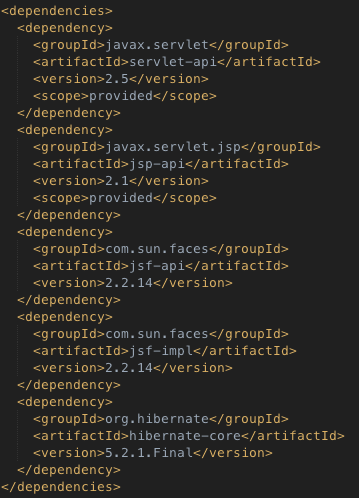 <dependencies>
  <dependency>
    <groupId>javax.servlet</groupId>
    <artifactId>servlet-api</artifactId>
    <version>2.5</version>
    <scope>provided</scope>
  </dependency>
  <dependency>
    <groupId>javax.servlet.jsp</groupId>
    <artifactId>jsp-api</artifactId>
    <version>2.1</version>
    <scope>provided</scope>
  </dependency>
  <dependency>
    <groupId>com.sun.faces</groupId>
    <artifactId>jsf-api</artifactId>
    <version>2.2.14</version>
  </dependency>
  <dependency>
    <groupId>com.sun.faces</groupId>
    <artifactId>jsf-impl</artifactId>
    <version>2.2.14</version>
  </dependency>
  <dependency>
    <groupId>org.hibernate</groupId>
    <artifactId>hibernate-core</artifactId>
    <version>5.2.1.Final</version>
  </dependency>
</dependencies>